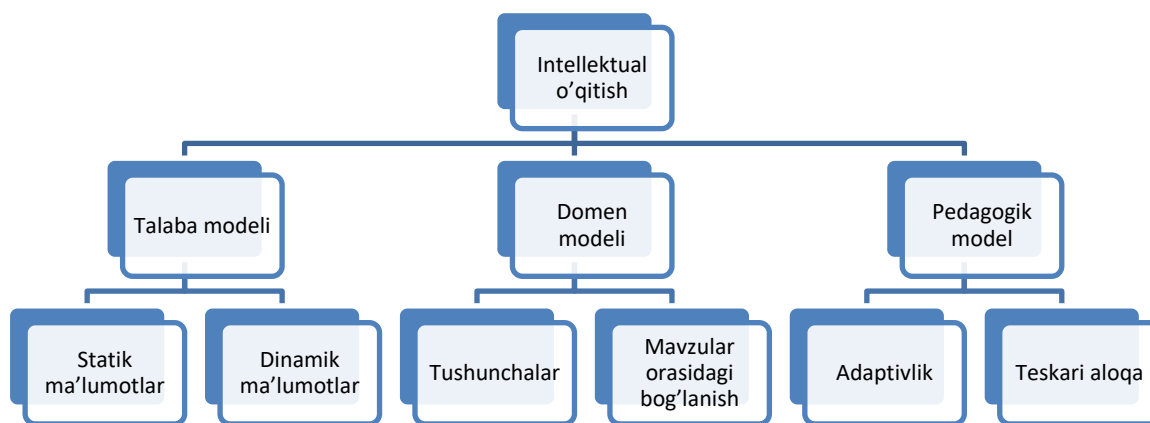 Intellektual
o’qitish
Talaba modeli
Domen
modeli
Pedagogik
model
Statik
ma’lumotlar
Dinamik
ma’lumotlar
Tushunchalar
Mavzular
orasidagi
bog’lanish
Adaptivlik
Teskari aloqa